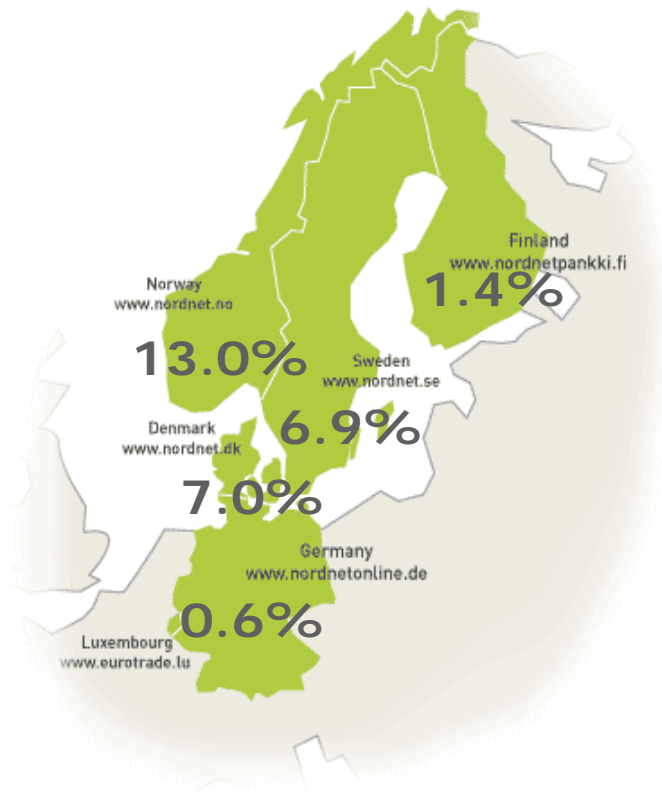 Finland
www.nordnetpankki.fi
1.4%
Norway
www.nordnet.no
13.0%
Sweden
www.nordnet.se
6.9%
Denmark
www.nordnet.dk
7.0%
Germany
www.nordnetonline.de
0.6%
Luxembourg
www.eurotrade.lu